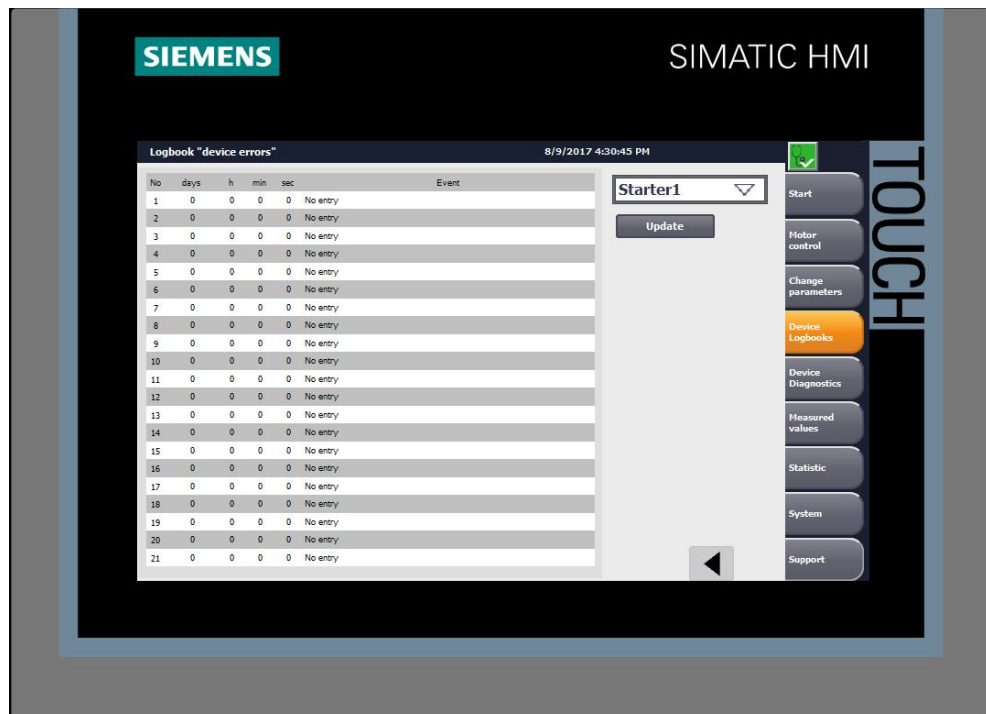 SIEMENS
SIMATIC HMI
TOUCH
Logbook "device errors" 8/9/2017 4:30:45 PM
No days h min sec Event
1 0 0 0 0 No entry
2 0 0 0 0 No entry
3 0 0 0 0 No entry
4 0 0 0 0 No entry
5 0 0 0 0 No entry
6 0 0 0 0 No entry
7 0 0 0 0 No entry
8 0 0 0 0 No entry
9 0 0 0 0 No entry
10 0 0 0 0 No entry
11 0 0 0 0 No entry
12 0 0 0 0 No entry
13 0 0 0 0 No entry
14 0 0 0 0 No entry
15 0 0 0 0 No entry
16 0 0 0 0 No entry
17 0 0 0 0 No entry
18 0 0 0 0 No entry
19 0 0 0 0 No entry
20 0 0 0 0 No entry
21 0 0 0 0 No entry
Starter1
Update
Start
Motor
control
Change
parameters
Device
Logbooks
Device
Diagnostics
Measured
values
Statistic
System
Support